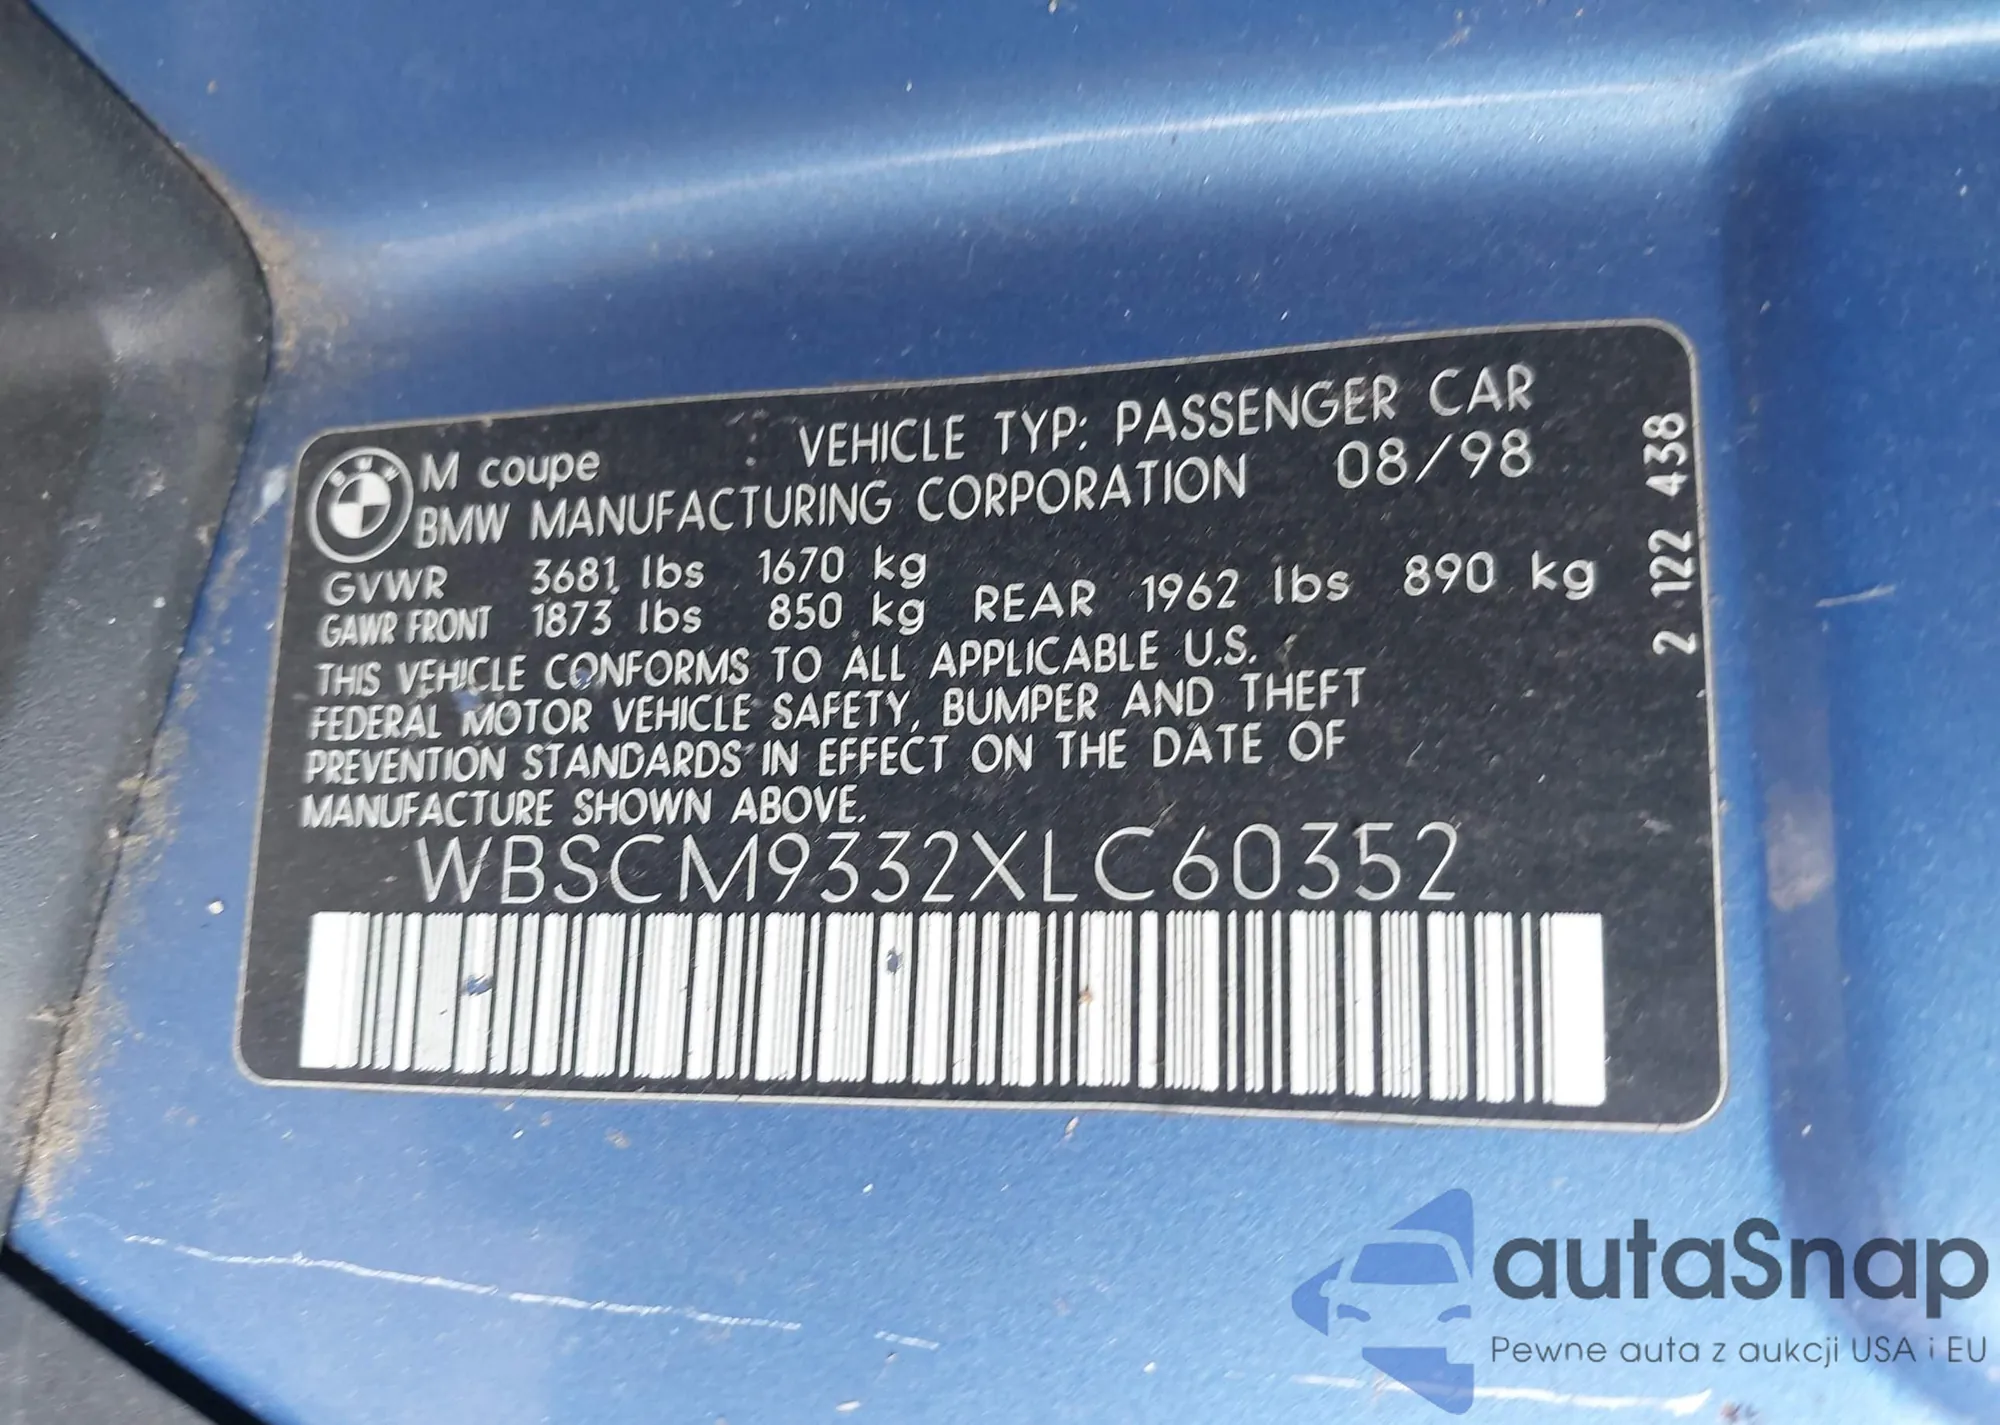 M coupe VEHICLE TYP: PASSENGER CAR
BMW MANUFACTURING CORPORATION 08/98
GVWR 3681 lbs 1670 kg
GAWR FRONT 1873 lbs 850 kg REAR 1962 lbs 890 kg
THIS VEHICLE CONFORMS TO ALL APPLICABLE U.S.
FEDERAL MOTOR VEHICLE SAFETY, BUMPER AND THEFT
PREVENTION STANDARDS IN EFFECT ON THE DATE OF
MANUFACTURE SHOWN ABOVE.
WBSCM9332XLC60352
2 122 438
autaSnap
Pewne auta z aukcji USA i EU